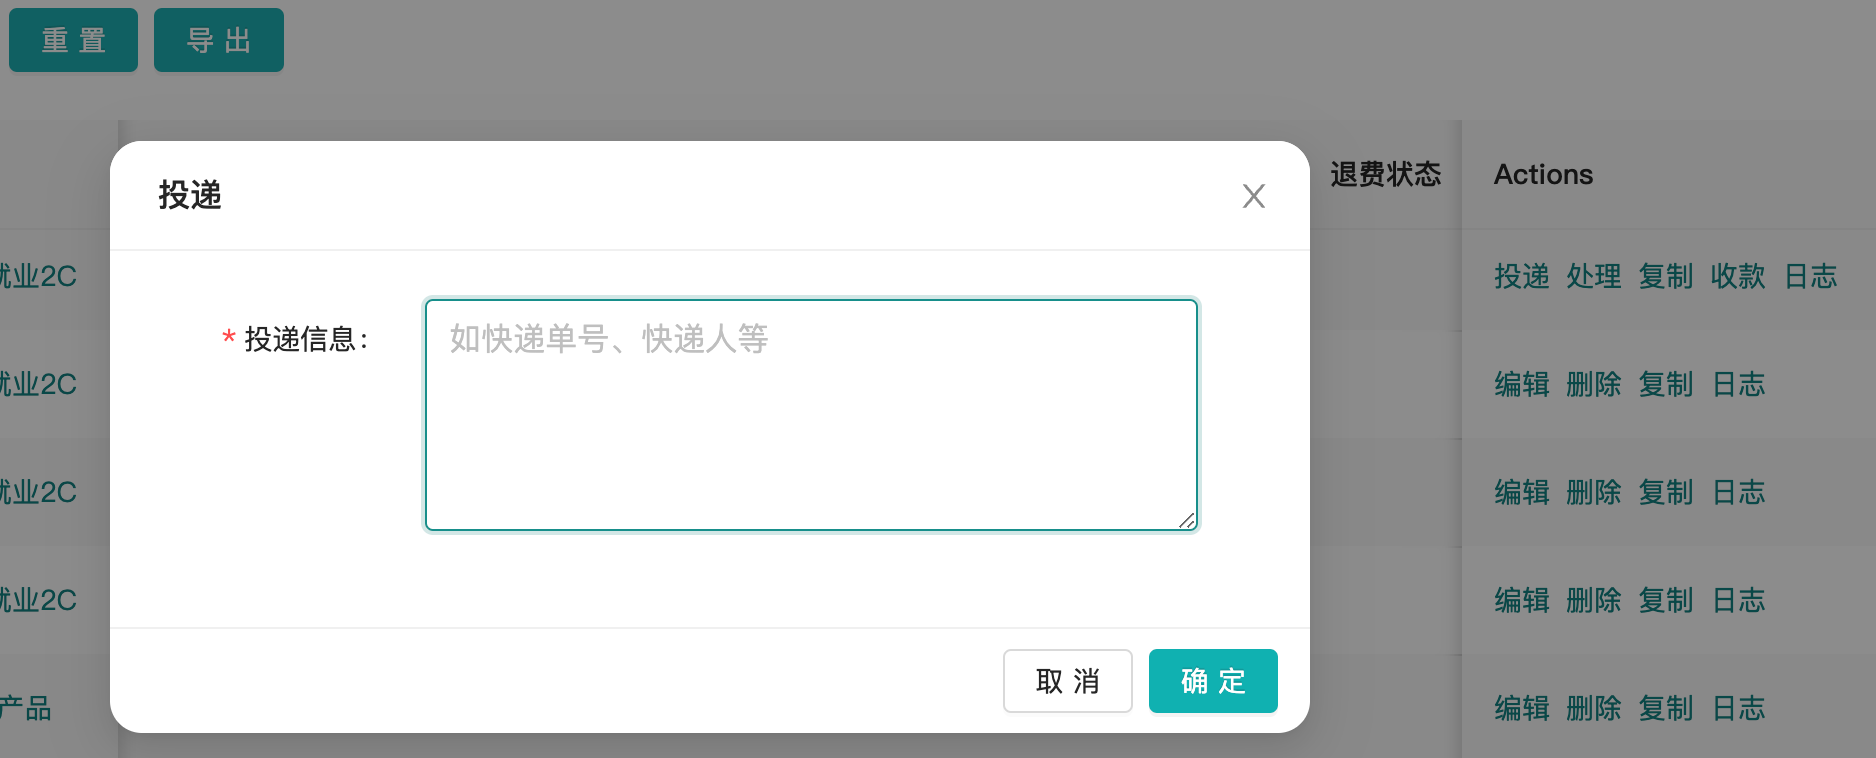 重 置 导 出
退费状态 Actions
投递
就业2C 投递 处理 复制 收款 日志
* 投递信息: 如快递单号、快递人等
就业2C 编辑 删除 复制 日志
就业2C 编辑 删除 复制 日志
就业2C 编辑 删除 复制 日志
取 消 确 定
产品 编辑 删除 复制 日志